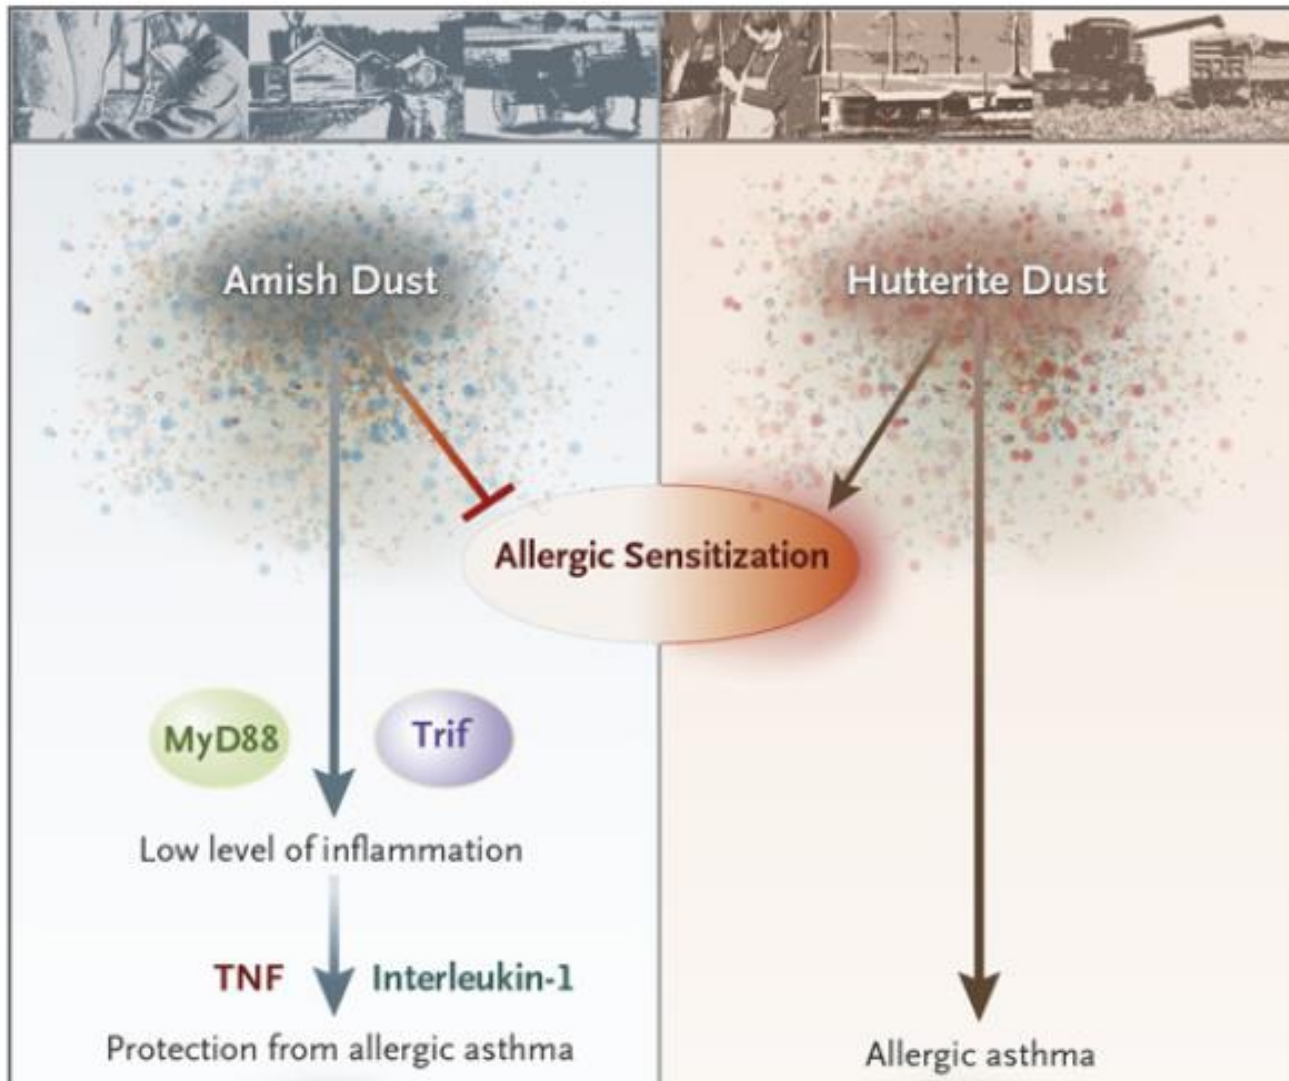 Amish Dust
Hutterite Dust
Allergic Sensitization
MyD88
Trif
Low level of inflammation
TNF
Interleukin-1
Protection from allergic asthma
Allergic asthma